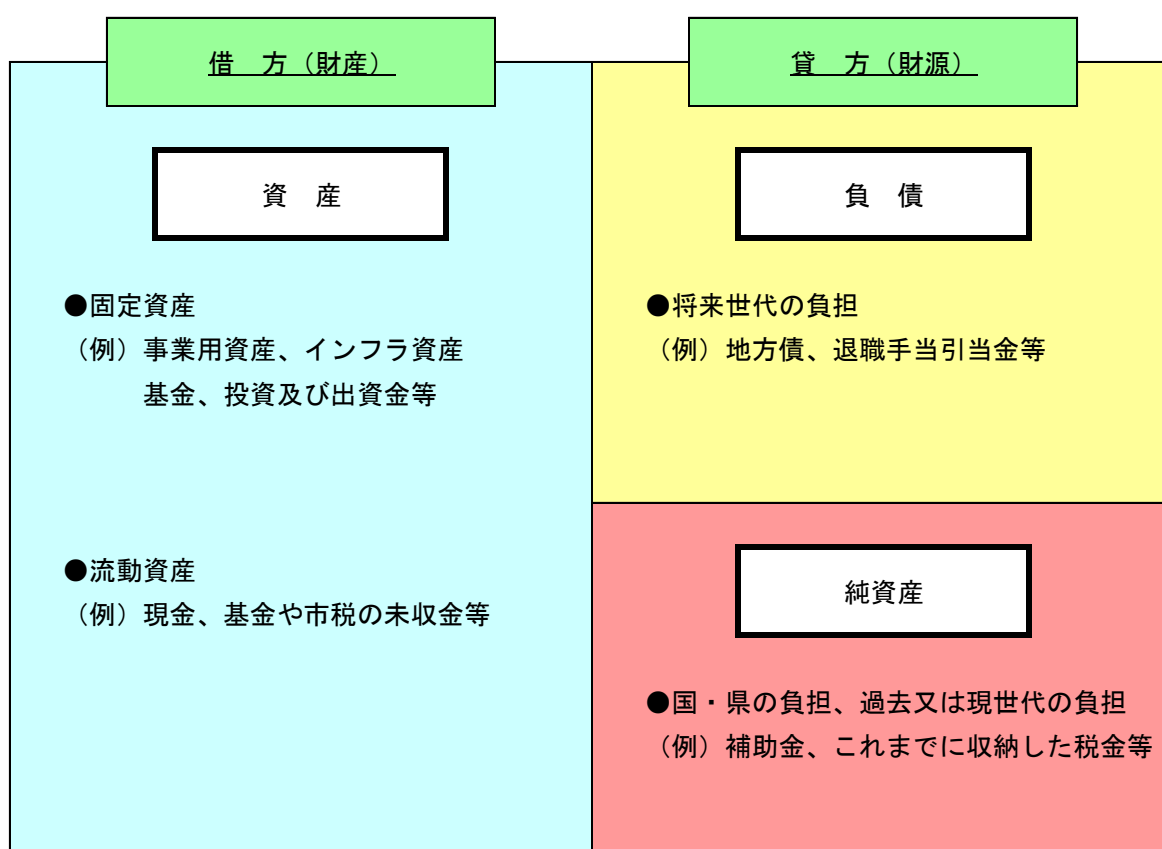 借　方（財産）
資　産
●固定資産
（例）事業用資産、インフラ資産
基金、投資及び出資金等
●流動資産
（例）現金、基金や市税の未収金等
貸　方（財源）
負　債
●将来世代の負担
（例）地方債、退職手当引当金等
純資産
●国・県の負担、過去又は現世代の負担
（例）補助金、これまでに収納した税金等